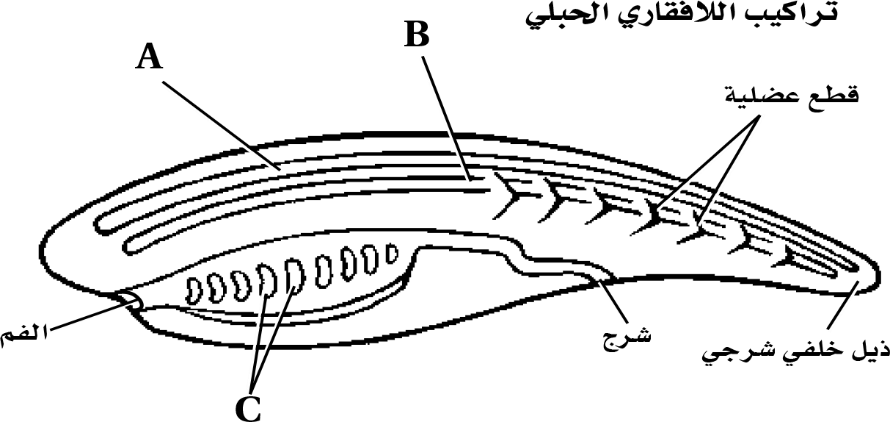 تراكيب اللافقاري الحبلي
B
A
قطع عضلية
الفم
شرج
ذيل خلفي شرجي
C